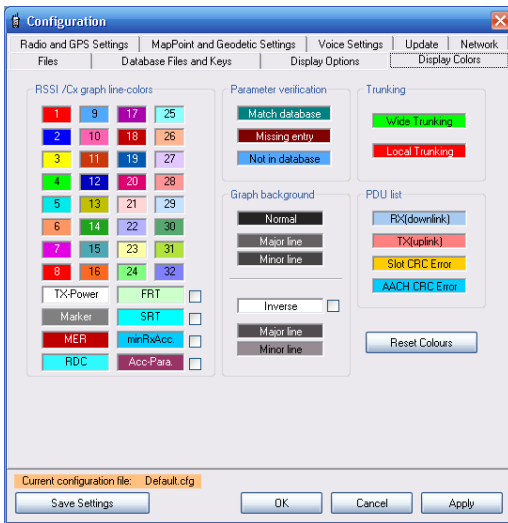 Configuration
Radio and GPS Settings MapPoint and Geodetic Settings Voice Settings Update Network
Files Database Files and Keys Display Options Display Colors
RSSI /Cx graph line-colors
1 9 17 25
2 10 18 26
3 11 19 27
4 12 20 28
5 13 21 29
6 14 22 30
7 15 23 31
8 16 24 32
TX-Power FRT
Marker SRT
MER minRxAcc.
RDC Acc-Para.
Parameter verification
Match database
Missing entry
Not in database
Graph background
Normal
Major line
Minor line
Inverse
Major line
Minor line
Trunking
Wide Trunking
Local Trunking
PDU list
RX(downlink)
TX(uplink)
Slot CRC Error
AACH CRC Error
Reset Colours
Current configuration file: Default.cfg
Save Settings OK Cancel Apply